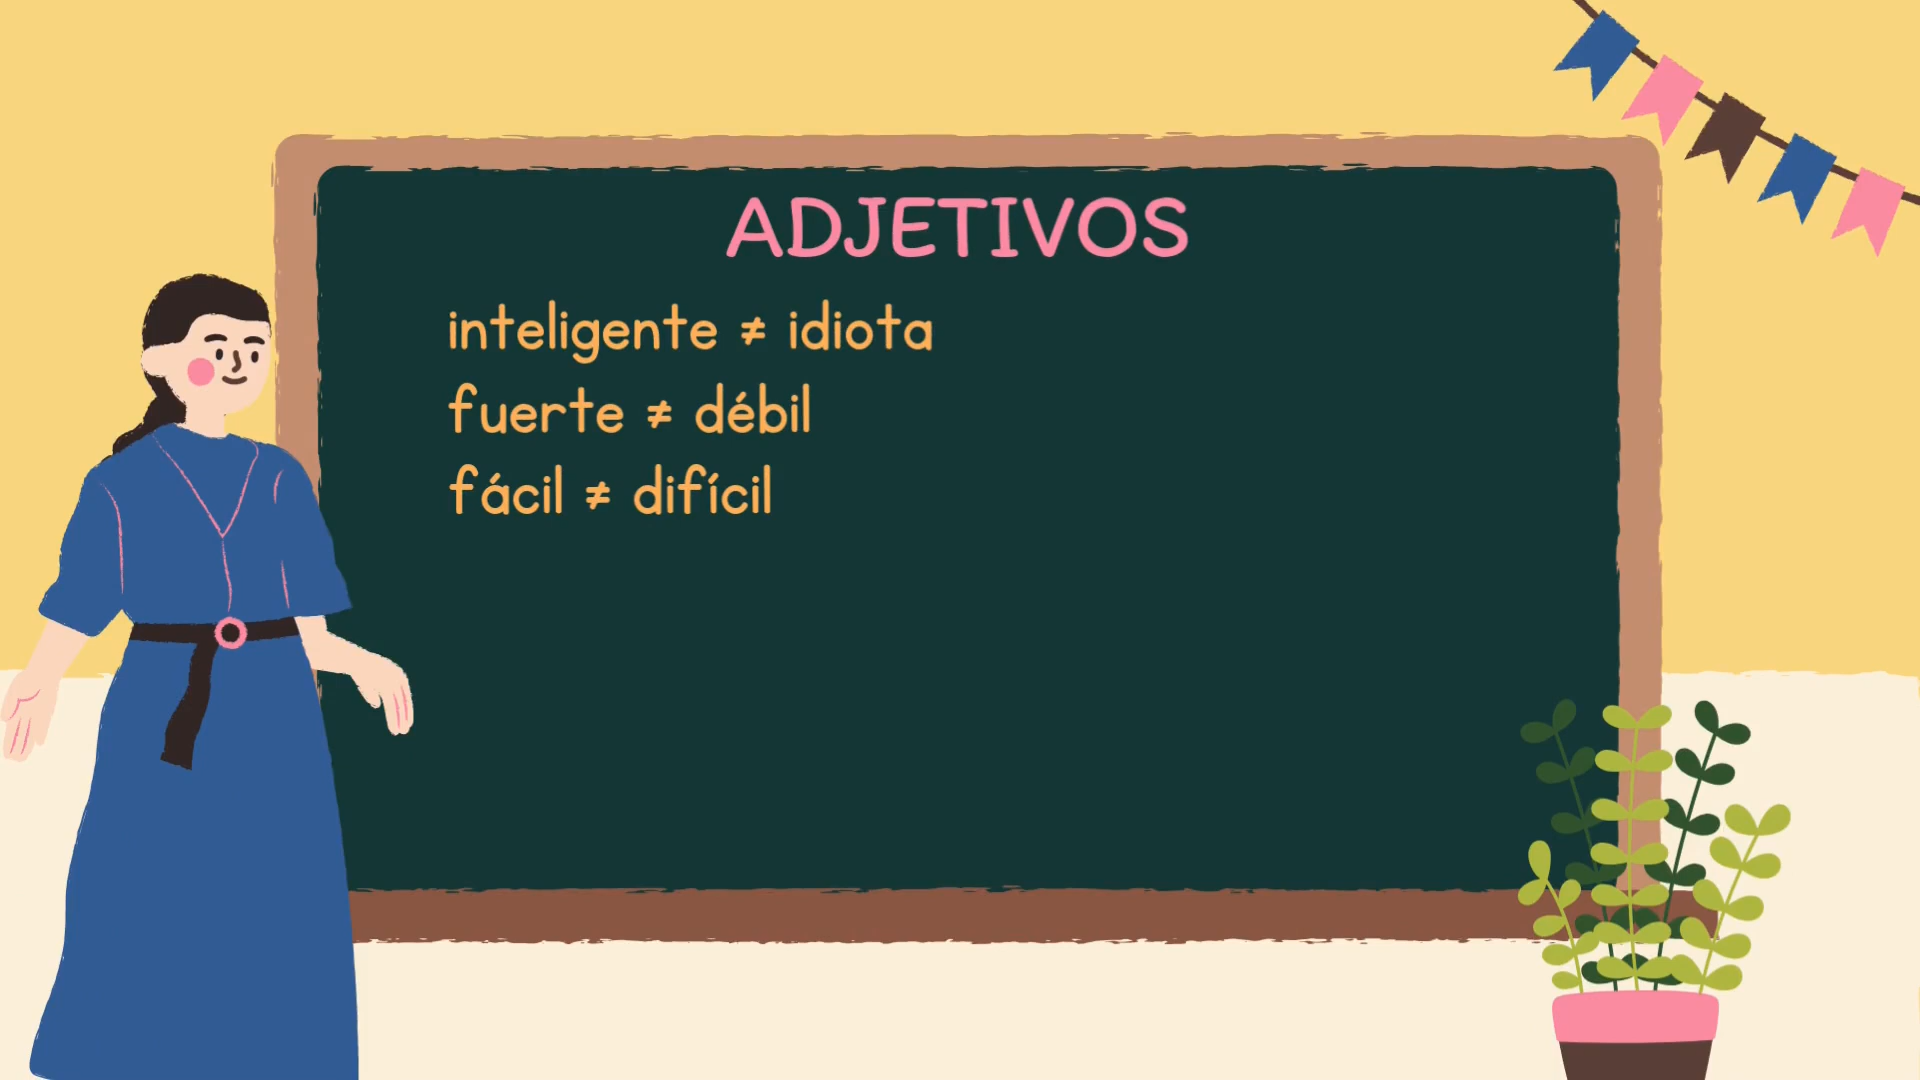 ADJETIVOS
inteligente ≠ idiota
fuerte ≠ débil
fácil ≠ difícil